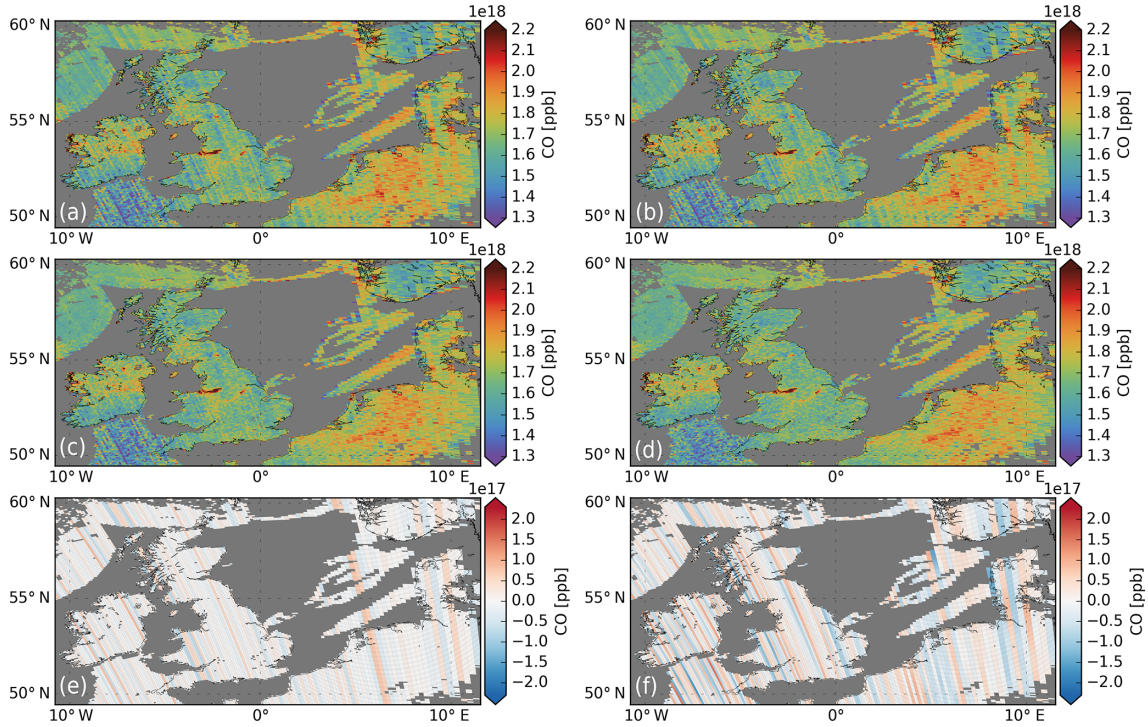 1e18
1e18
60° N
55° N
50° N
(a)
10° W
0°
10° E
2.2
2.1
2.0
1.9
1.8
1.7
1.6
1.5
1.4
1.3
CO [ppb]
60° N
55° N
50° N
(b)
10° W
0°
10° E
2.2
2.1
2.0
1.9
1.8
1.7
1.6
1.5
1.4
1.3
CO [ppb]
1e18
1e18
60° N
55° N
50° N
(c)
10° W
0°
10° E
2.2
2.1
2.0
1.9
1.8
1.7
1.6
1.5
1.4
1.3
CO [ppb]
60° N
55° N
50° N
(d)
10° W
0°
10° E
2.2
2.1
2.0
1.9
1.8
1.7
1.6
1.5
1.4
1.3
CO [ppb]
1e17
1e17
60° N
55° N
50° N
(e)
10° W
0°
10° E
2.0
1.5
1.0
0.5
0.0
−0.5
−1.0
−1.5
−2.0
CO [ppb]
60° N
55° N
50° N
(f)
10° W
0°
10° E
2.0
1.5
1.0
0.5
0.0
−0.5
−1.0
−1.5
−2.0
CO [ppb]